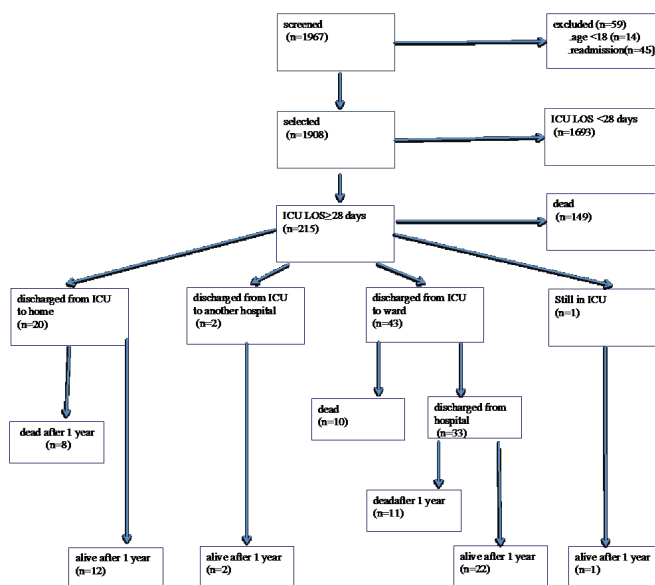 screened
(n=1967)
excluded (n=59)
.age <18 (n=14)
.readmission(n=45)
selected
(n=1908)
ICU LOS <28 days
(n=1693)
ICU LOS≥28 days
(n=215)
dead
(n=149)
discharged from ICU
to home
(n=20)
discharged from ICU
to another hospital
(n=2)
discharged from ICU
to ward
(n=43)
Still in ICU
(n=1)
dead after 1 year
(n=8)
dead
(n=10)
discharged from
hospital
(n=33)
deadafter 1 year
(n=11)
alive after 1 year
(n=12)
alive after 1 year
(n=2)
alive after 1 year
(n=22)
alive after 1 year
(n=1)